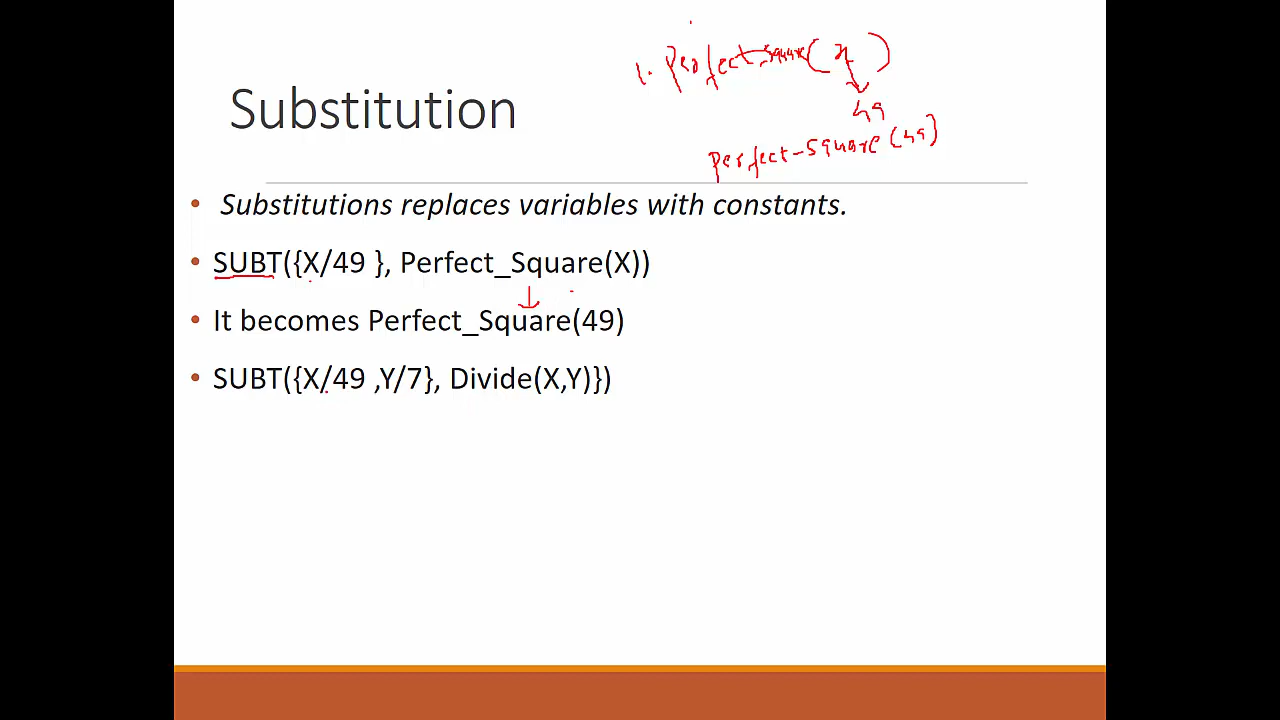 1. Perfect_Square(x)
49
Perfect-Square(49)
Substitution
• Substitutions replaces variables with constants.
• SUBT({X/49 }, Perfect_Square(X))
• It becomes Perfect_Square(49)
• SUBT({X/49 ,Y/7}, Divide(X,Y)})